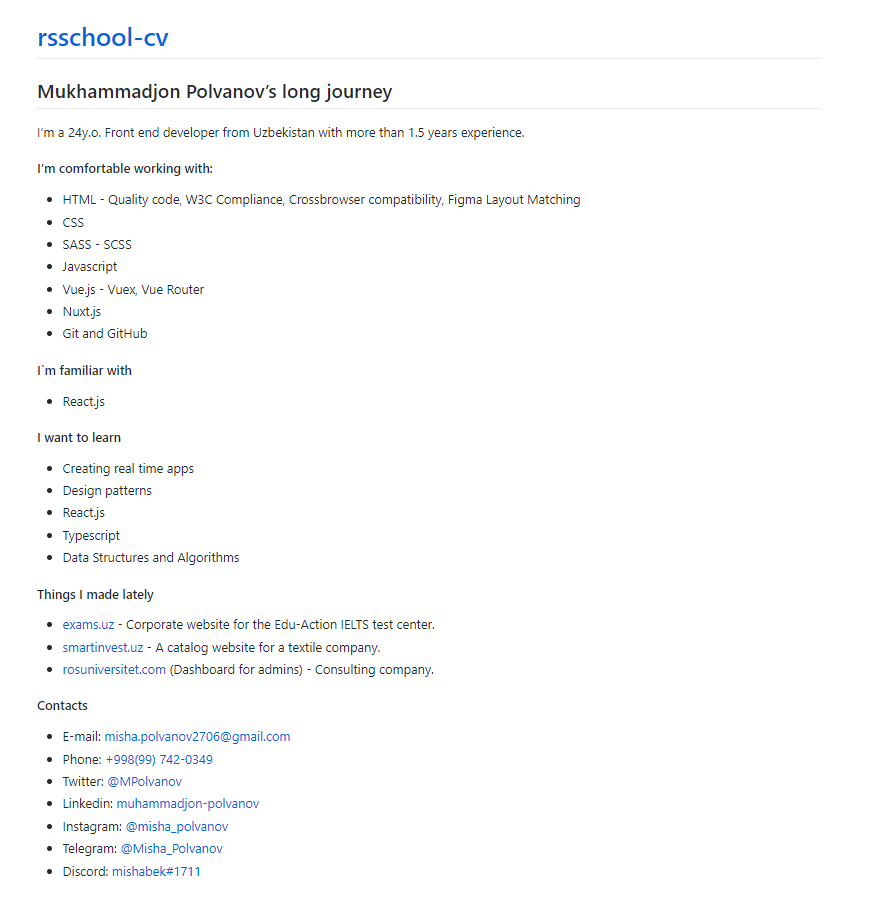 rsschool-cv
Mukhammadjon Polvanov’s long journey
I’m a 24y.o. Front end developer from Uzbekistan with more than 1.5 years experience.
I’m comfortable working with:
• HTML - Quality code, W3C Compliance, Crossbrowser compatibility, Figma Layout Matching
• CSS
• SASS - SCSS
• Javascript
• Vue.js - Vuex, Vue Router
• Nuxt.js
• Git and GitHub
I`m familiar with
• React.js
I want to learn
• Creating real time apps
• Design patterns
• React.js
• Typescript
• Data Structures and Algorithms
Things I made lately
• exams.uz - Corporate website for the Edu-Action IELTS test center.
• smartinvest.uz - A catalog website for a textile company.
• rosuniversitet.com (Dashboard for admins) - Consulting company.
Contacts
• E-mail: misha.polvanov2706@gmail.com
• Phone: +998(99) 742-0349
• Twitter: @MPolvanov
• Linkedin: muhammadjon-polvanov
• Instagram: @misha_polvanov
• Telegram: @Misha_Polvanov
• Discord: mishabek#1711